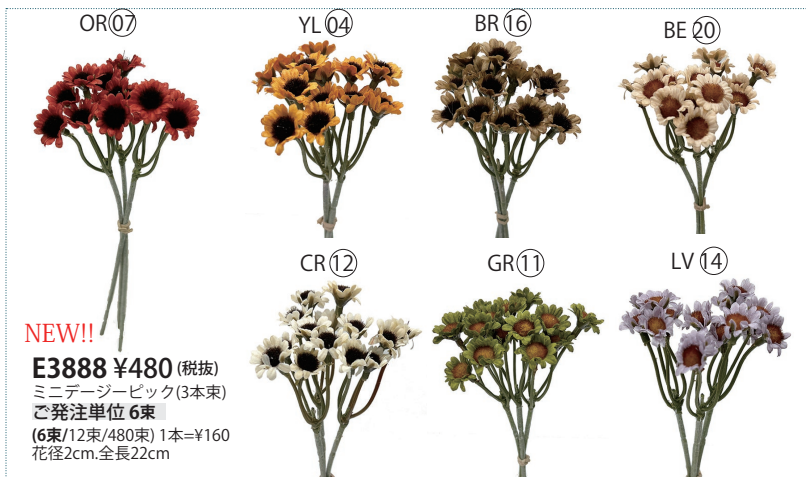 OR⑦
YL④
BR⑯
BE⑳
CR⑫
GR⑪
LV⑭
NEW!!
E3888 ¥480 (税抜)
ミニデージーピック(3本束)
ご発注単位 6束
(6束/12束/480束) 1本=¥160
花径2cm.全長22cm